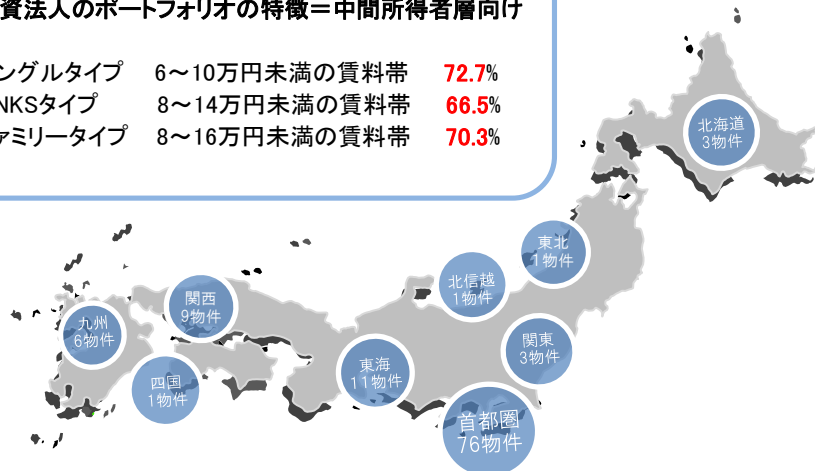 資法人のポートフォリオの特徴＝中間所得者層向け
ングルタイプ 6～10万円未満の賃料帯 72.7%
NKSタイプ 8～14万円未満の賃料帯 66.5%
ァミリータイプ 8～16万円未満の賃料帯 70.3%
北海道
3物件
東北
1物件
北信越
1物件
関西
9物件
九州
6物件
関東
3物件
東海
11物件
四国
1物件
首都圏
76物件